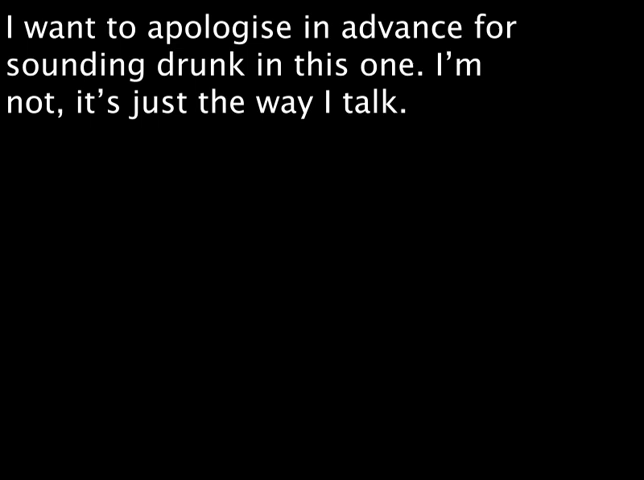 I want to apologise in advance for
sounding drunk in this one. I’m
not, it’s just the way I talk.